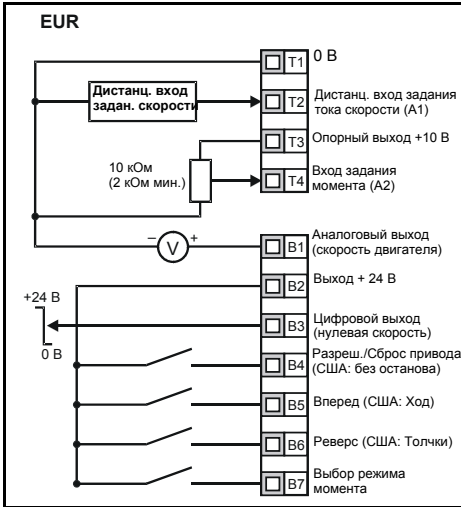 EUR
T1 0 В
Дистанц. вход
задан. скорости
T2 Дистанц. вход задания
тока скорости (A1)
T3 Опорный выход +10 В
10 кОм
(2 кОм мин.)
T4 Вход задания
момента (A2)
– V +
B1 Аналоговый выход
(скорость двигателя)
B2 Выход + 24 В
+24 В
0 В
B3 Цифровой выход
(нулевая скорость)
B4 Разреш./Сброс привода
(США: без останова)
B5 Вперед (США: Ход)
B6 Реверс (США: Толчки)
B7 Выбор режима
момента